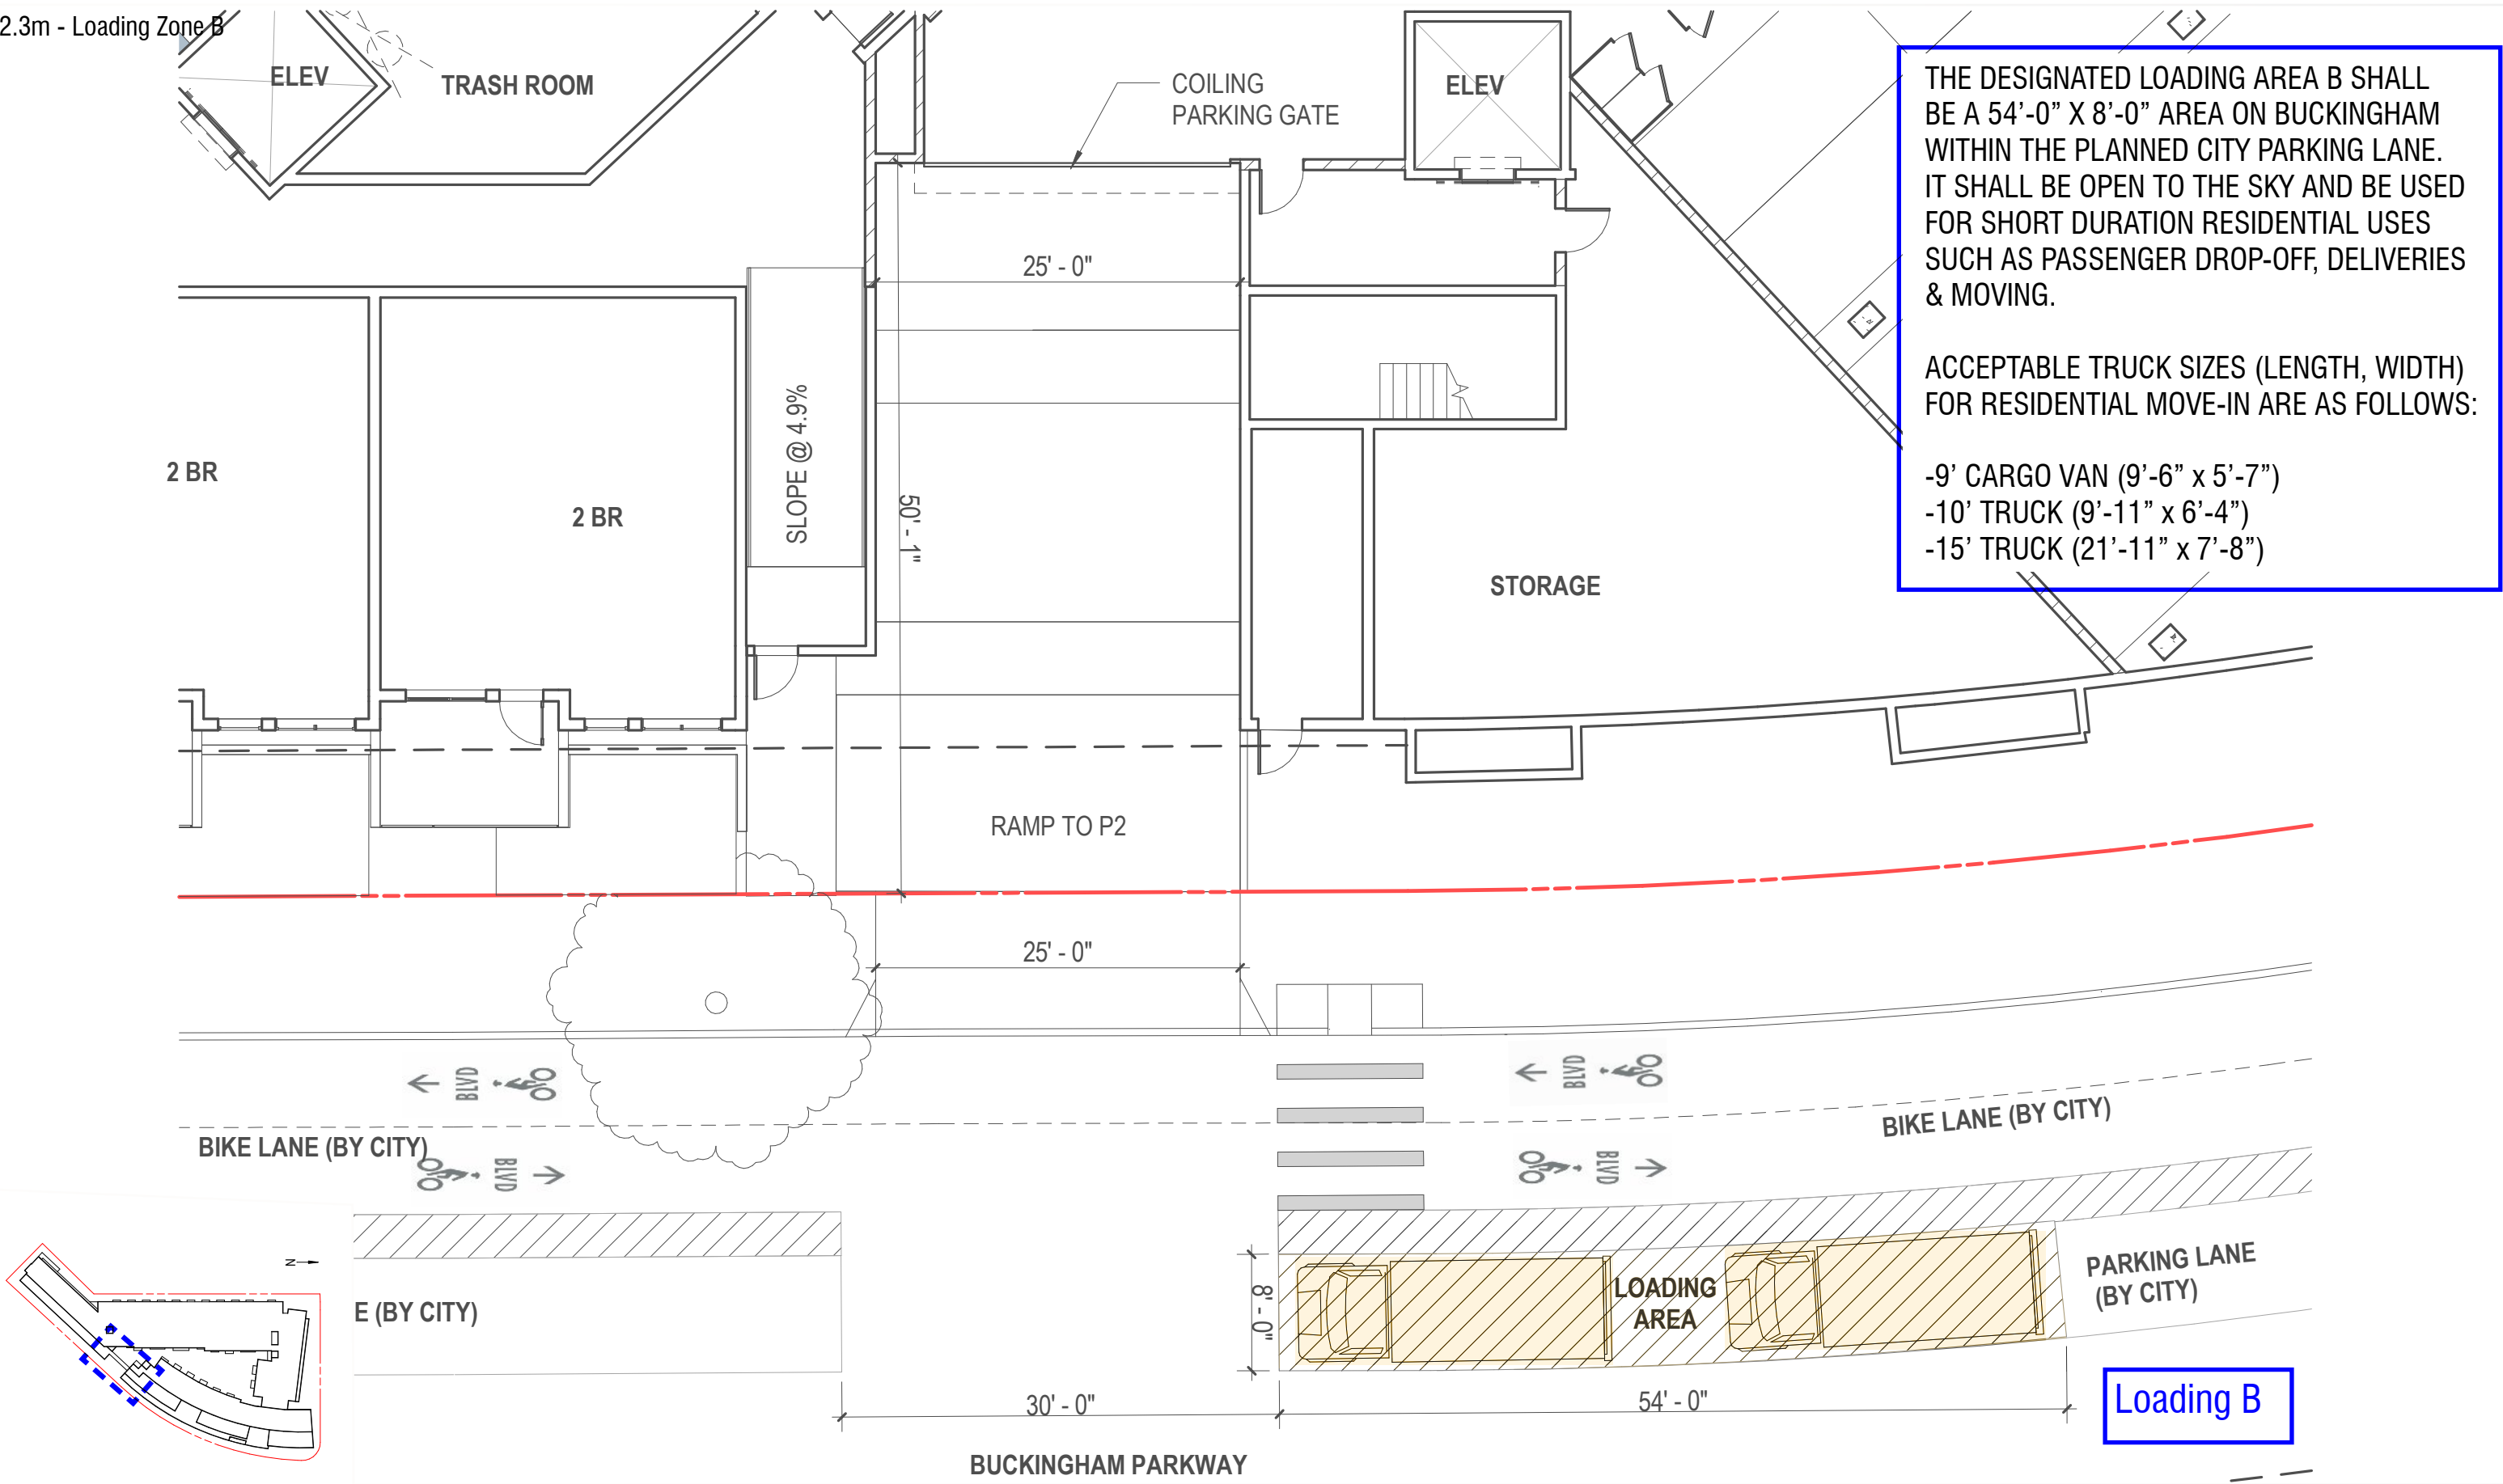 2.3m - Loading Zone B
ELEV
TRASH ROOM
COILING
PARKING GATE
ELEV
THE DESIGNATED LOADING AREA B SHALL
BE A 54’-0” X 8’-0” AREA ON BUCKINGHAM
WITHIN THE PLANNED CITY PARKING LANE.
IT SHALL BE OPEN TO THE SKY AND BE USED
FOR SHORT DURATION RESIDENTIAL USES
SUCH AS PASSENGER DROP-OFF, DELIVERIES
& MOVING.
ACCEPTABLE TRUCK SIZES (LENGTH, WIDTH)
FOR RESIDENTIAL MOVE-IN ARE AS FOLLOWS:
-9’ CARGO VAN (9’-6” x 5’-7”)
-10’ TRUCK (9’-11” x 6’-4”)
-15’ TRUCK (21’-11” x 7’-8”)
25' - 0"
SLOPE @ 4.9%
50' - 1"
2 BR
2 BR
STORAGE
RAMP TO P2
25' - 0"
BLVD
BLVD
BIKE LANE (BY CITY)
BIKE LANE (BY CITY)
BLVD
BLVD
N
E (BY CITY)
8' - 0"
LOADING
AREA
PARKING LANE
(BY CITY)
30' - 0"
54' - 0"
Loading B
BUCKINGHAM PARKWAY